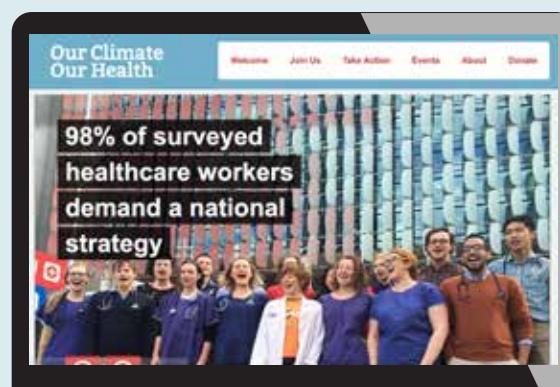 Our Climate
Our Health
Welcome Join Us Take Action Events About Donate
98% of surveyed
healthcare workers
demand a national
strategy